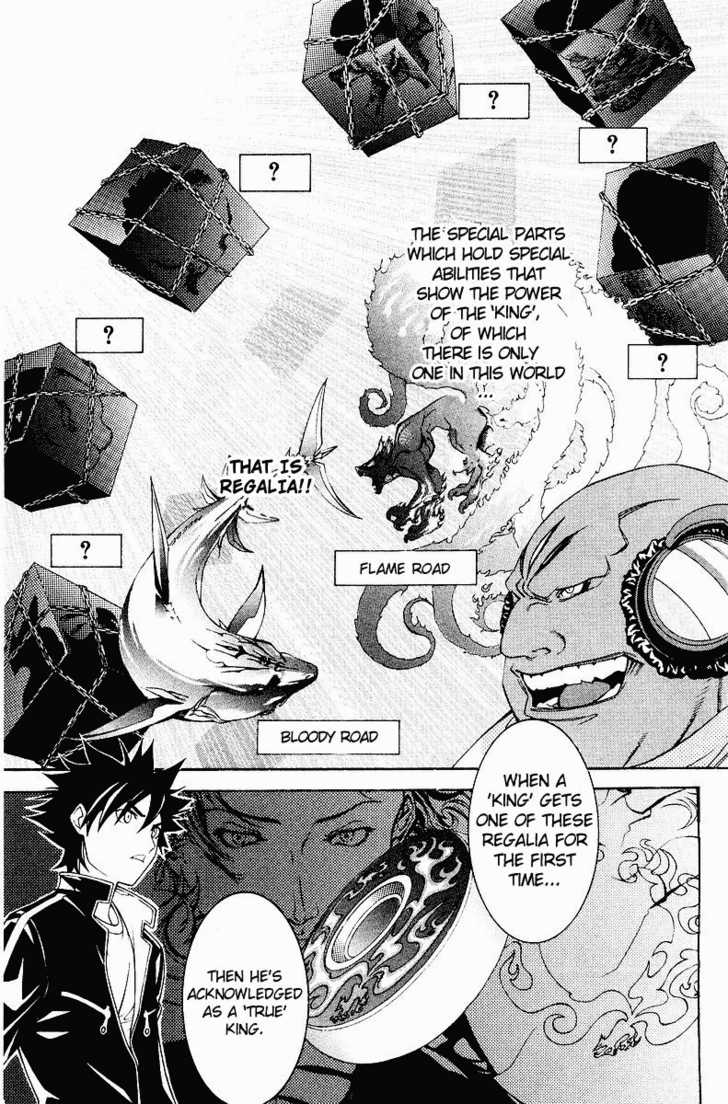 ?
?
?
THE SPECIAL PARTS
WHICH HOLD SPECIAL
ABILITIES THAT
SHOW THE POWER
OF THE 'KING',
OF WHICH
THERE IS ONLY
ONE IN THIS WORLD
...
?
?
THAT IS
REGALIA!!
?
FLAME ROAD
BLOODY ROAD
WHEN A
'KING' GETS
ONE OF THESE
REGALIA FOR
THE FIRST
TIME...
THEN HE'S
ACKNOWLEDGED
AS A 'TRUE'
KING.